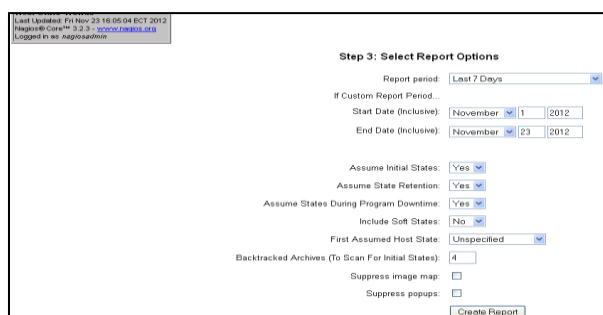 Last Updated: Fri Nov 23 16:05:04 ECT 2012
Nagios® Core™ 3.2.3 - www.nagios.org
Logged in as nagiosadmin
Step 3: Select Report Options
Report period: Last 7 Days
If Custom Report Period...
Start Date (Inclusive): November 1 2012
End Date (Inclusive): November 23 2012
Assume Initial States: Yes
Assume State Retention: Yes
Assume States During Program Downtime: Yes
Include Soft States: No
First Assumed Host State: Unspecified
Backtracked Archives (To Scan For Initial States): 4
Suppress image map:
Suppress popups:
Create Report